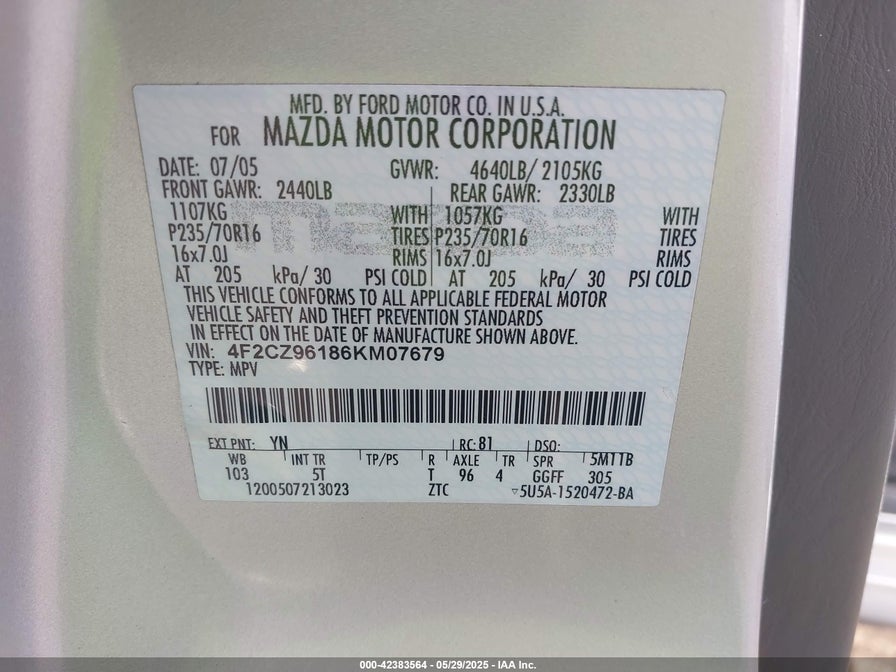 MFD. BY FORD MOTOR CO. IN U.S.A.
FOR MAZDA MOTOR CORPORATION
DATE: 07/05 GVWR: 4640LB/ 2105KG
FRONT GAWR: 2440LB REAR GAWR: 2330LB
1107KG WITH 1057KG WITH
P235/70R16 TIRES P235/70R16 TIRES
16x7.0J RIMS 16x7.0J RIMS
AT 205 kPa/ 30 PSI COLD AT 205 kPa/ 30 PSI COLD
mazda
THIS VEHICLE CONFORMS TO ALL APPLICABLE FEDERAL MOTOR
VEHICLE SAFETY AND THEFT PREVENTION STANDARDS
IN EFFECT ON THE DATE OF MANUFACTURE SHOWN ABOVE.
VIN: 4F2CZ96186KM07679
TYPE: MPV
EXT PNT: YN RC: 81 DSO:
WB INT TR TP/PS R AXLE TR SPR 5M11B
103 5T T 96 4 GGFF 305
1200507213023 ZTC ▽5U5A-1520472-BA
000-42383564 - 05/29/2025 - IAA Inc.